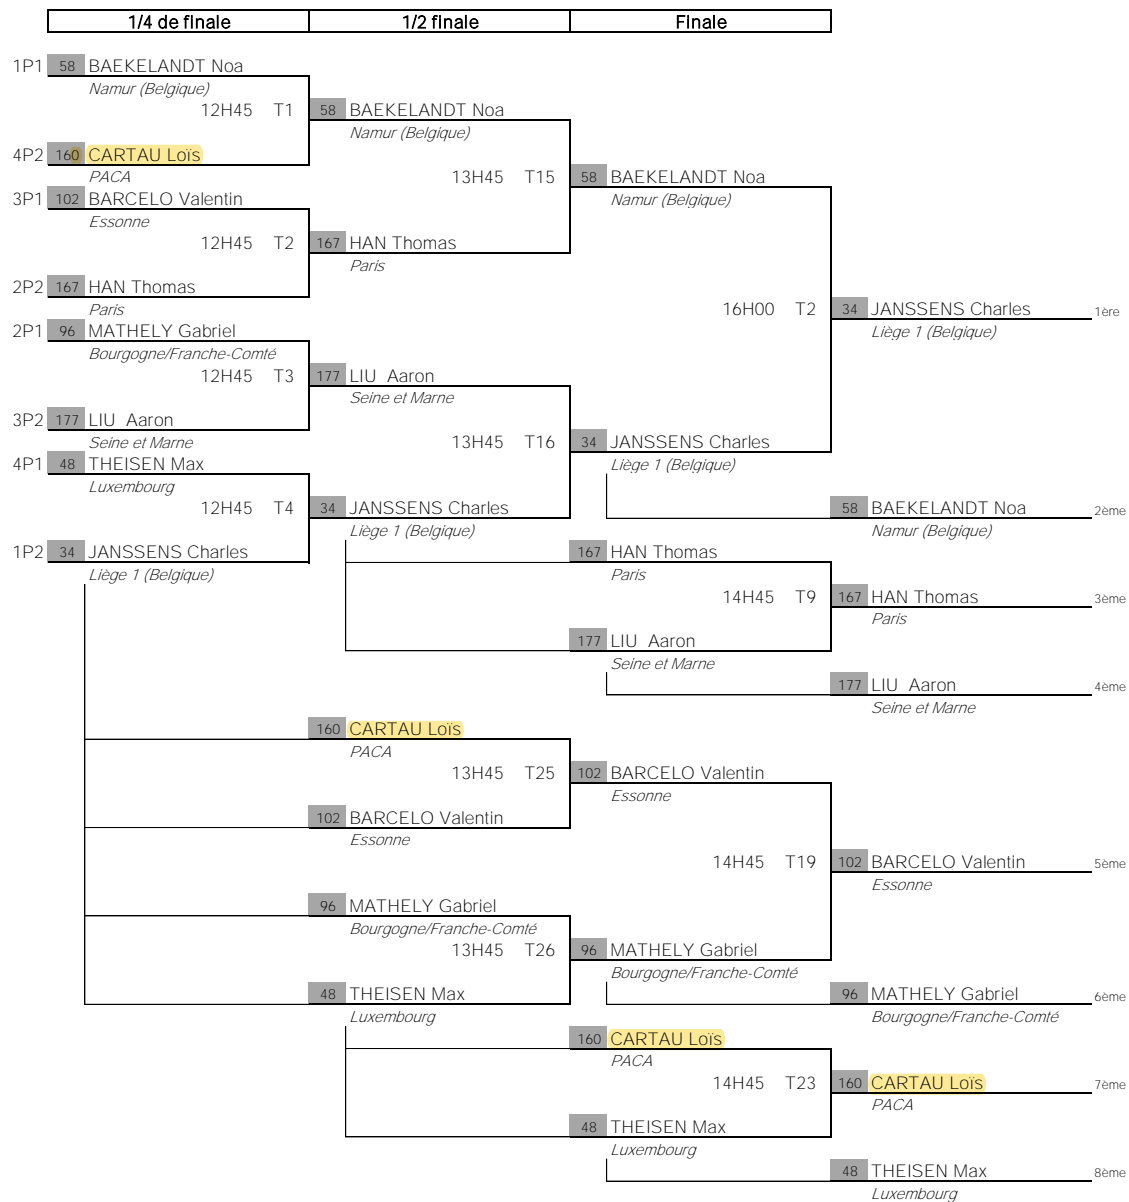 1/4 de finale 1/2 finale Finale
1P1 58 BAEKELANDT Noa
Namur (Belgique)
12H45 T1 58 BAEKELANDT Noa
Namur (Belgique)
4P2 160 CARTAU Loïs
PACA 13H45 T15 58 BAEKELANDT Noa
3P1 102 BARCELO Valentin Namur (Belgique)
Essonne
12H45 T2 167 HAN Thomas
Paris
2P2 167 HAN Thomas
Paris 16H00 T2 34 JANSSENS Charles 1ère
2P1 96 MATHELY Gabriel Liège 1 (Belgique)
Bourgogne/Franche-Comté
12H45 T3 177 LIU Aaron
Seine et Marne
3P2 177 LIU Aaron
Seine et Marne 13H45 T16 34 JANSSENS Charles
4P1 48 THEISEN Max Liège 1 (Belgique)
Luxembourg
12H45 T4 34 JANSSENS Charles 58 BAEKELANDT Noa 2ème
Liège 1 (Belgique) Namur (Belgique)
1P2 34 JANSSENS Charles 167 HAN Thomas
Liège 1 (Belgique) Paris
14H45 T9 167 HAN Thomas 3ème
Paris
177 LIU Aaron
Seine et Marne
177 LIU Aaron 4ème
Seine et Marne
160 CARTAU Loïs
PACA
13H45 T25 102 BARCELO Valentin
Essonne
102 BARCELO Valentin
Essonne
14H45 T19 102 BARCELO Valentin 5ème
Essonne
96 MATHELY Gabriel
Bourgogne/Franche-Comté
13H45 T26 96 MATHELY Gabriel
Bourgogne/Franche-Comté
48 THEISEN Max 96 MATHELY Gabriel 6ème
Luxembourg Bourgogne/Franche-Comté
160 CARTAU Loïs
PACA
14H45 T23 160 CARTAU Loïs 7ème
PACA
48 THEISEN Max
Luxembourg
48 THEISEN Max 8ème
Luxembourg